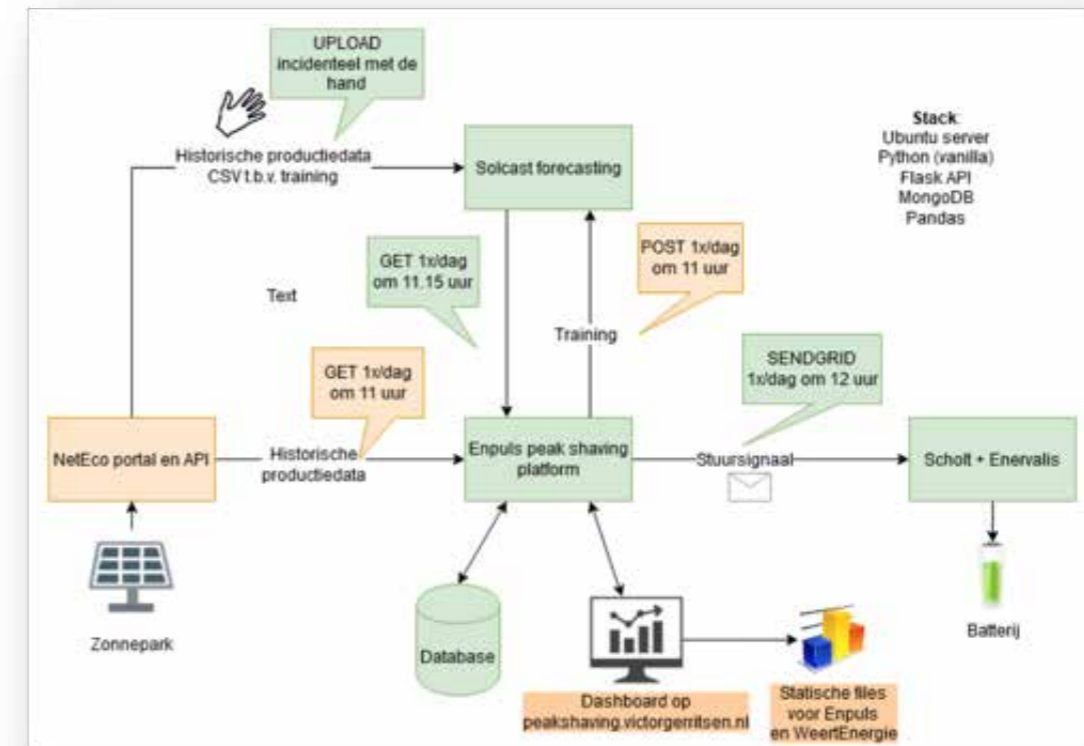 UPLOAD
incidenteel met de
hand
Historische productiedata
CSV t.b.v. training
Solcast forecasting
Stack:
Ubuntu server
Python (vanilla)
Flask API
MongoDB
Pandas
GET 1x/dag
om 11.15 uur
POST 1x/dag
om 11 uur
Text
Training
GET 1x/dag
om 11 uur
SENDGRID
1x/dag om 12 uur
NetEco portal en API
Historische
productiedata
Enpuls peak shaving
platform
Stuursignaal
Scholt + Enervalis
Zonnepark
Database
Batterij
Dashboard op
peakshaving.victorgerritsen.nl
Statische files
voor Enpuls
en WeertEnergie